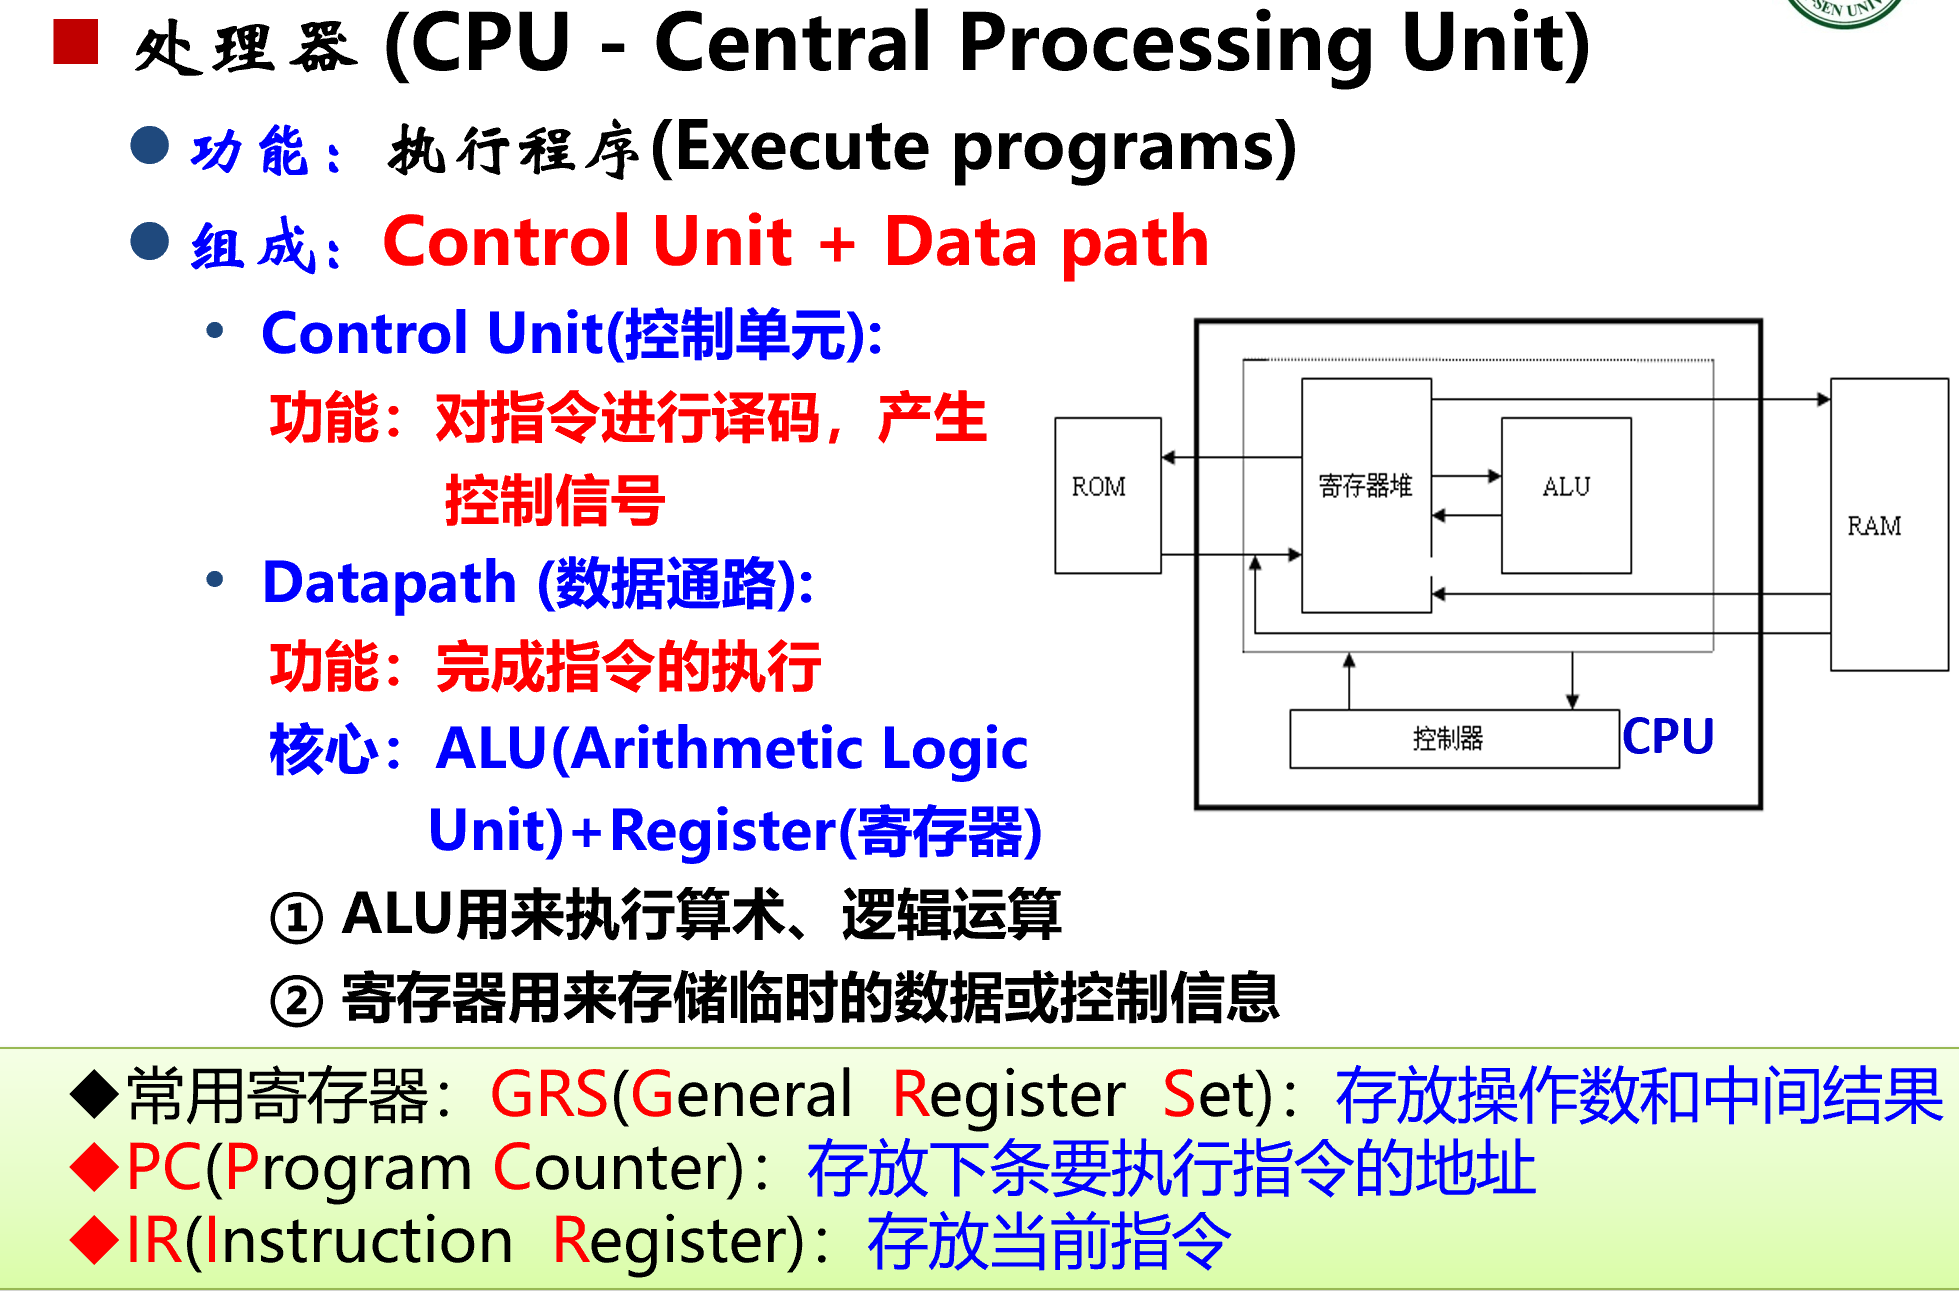 SEN UNIV
处理器 (CPU - Central Processing Unit)
功能：执行程序(Execute programs)
组成：Control Unit + Data path
Control Unit(控制单元):
功能：对指令进行译码，产生
控制信号
Datapath (数据通路):
功能：完成指令的执行
核心：ALU(Arithmetic Logic
Unit)+Register(寄存器)
① ALU用来执行算术、逻辑运算
② 寄存器用来存储临时的数据或控制信息
ROM
寄存器堆
ALU
RAM
控制器
CPU
◆常用寄存器：GRS(General Register Set)：存放操作数和中间结果
◆PC(Program Counter)：存放下条要执行指令的地址
◆IR(Instruction Register)：存放当前指令